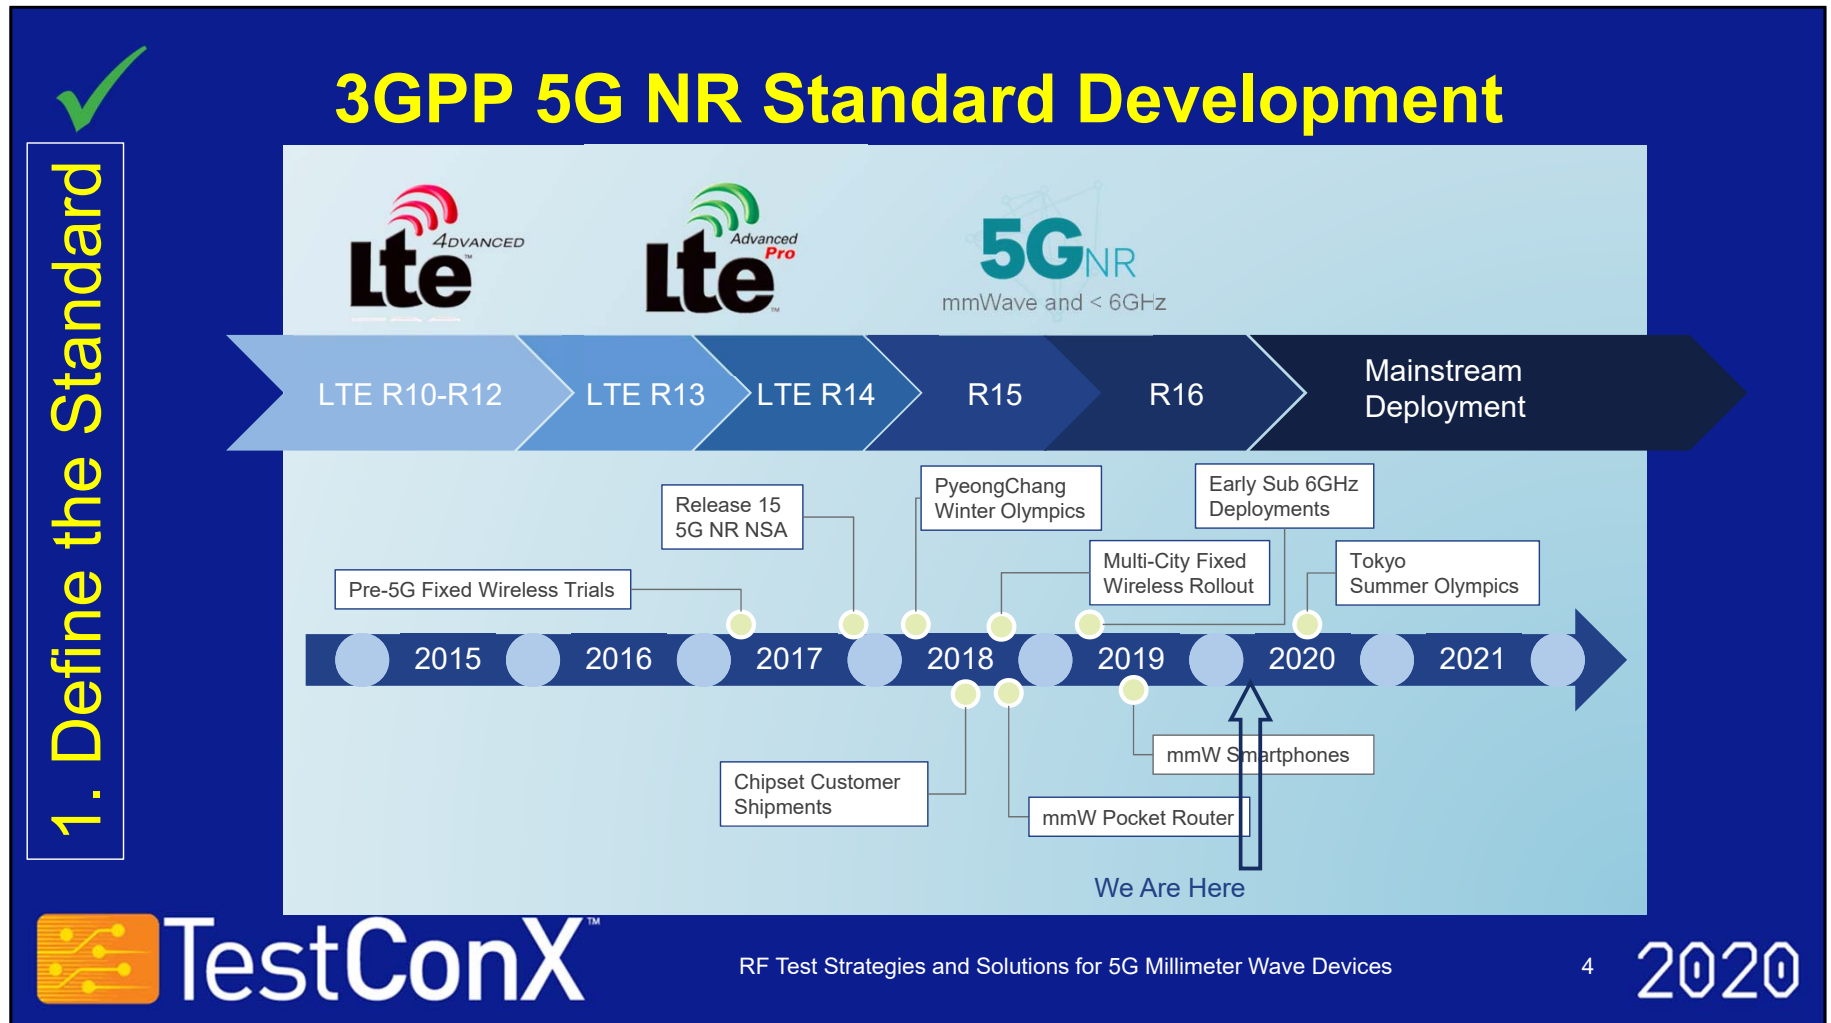 3GPP 5G NR Standard Development
1. Define the Standard
Lte 4DVANCED ™
Lte Advanced Pro ™
5G NR
mmWave and < 6GHz
LTE R10-R12
LTE R13
LTE R14
R15
R16
Mainstream
Deployment
Release 15
5G NR NSA
PyeongChang
Winter Olympics
Early Sub 6GHz
Deployments
Pre-5G Fixed Wireless Trials
Multi-City Fixed
Wireless Rollout
Tokyo
Summer Olympics
2015
2016
2017
2018
2019
2020
2021
Chipset Customer
Shipments
mmW Pocket Router
mmW Smartphones
We Are Here
TestConX™
RF Test Strategies and Solutions for 5G Millimeter Wave Devices
4
2020